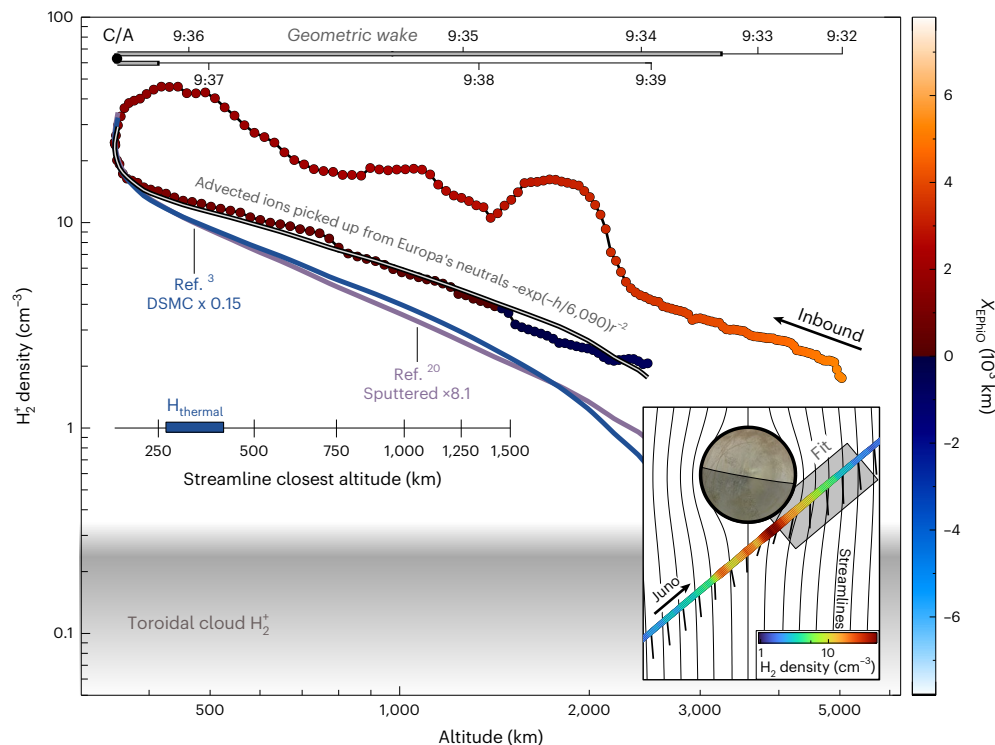 100
10
1
0.1
H₂⁺ density (cm⁻³)
C/A
9:36
Geometric wake
9:35
9:34
9:33
9:32
9:37
9:38
9:39
Advected ions picked up from Europa's neutrals ~exp(−h/6,090)r⁻²
Inbound
Ref. ³
DSMC x 0.15
Ref. ²⁰
Sputtered ×8.1
H_thermal
250
500
750
1,000
1,250
1,500
Streamline closest altitude (km)
Toroidal cloud H₂⁺
Fit
Juno
Streamlines
1
10
H₂ density (cm⁻³)
500
1,000
2,000
3,000
5,000
Altitude (km)
6
4
2
0
−2
−4
−6
X_EPhiO (10³ km)